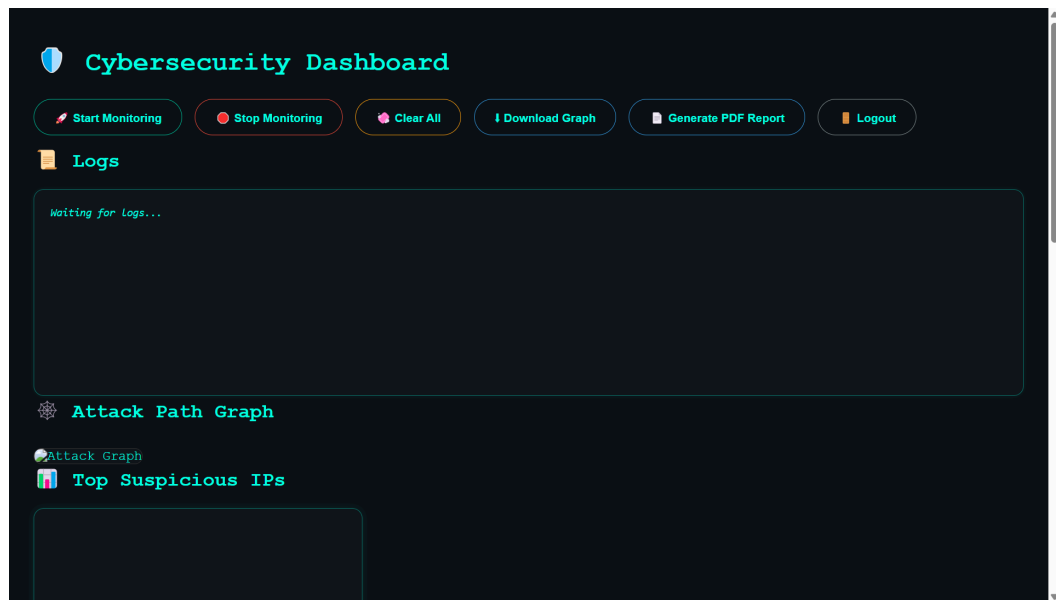 Cybersecurity Dashboard
Start Monitoring
Stop Monitoring
Clear All
Download Graph
Generate PDF Report
Logout
Logs
Waiting for logs...
Attack Path Graph
Attack Graph
Top Suspicious IPs